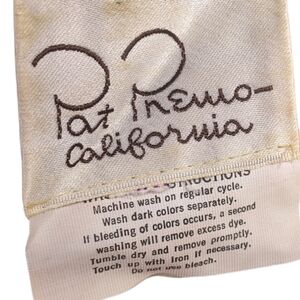 Pat Premo-
California
INSTRUCTIONS
Machine wash on regular cycle.
Wash dark colors separately.
If bleeding of colors occurs, a second
washing will remove excess dye.
Tumble dry and remove promptly.
Touch up with Iron if necessary.
Do not use bleach.